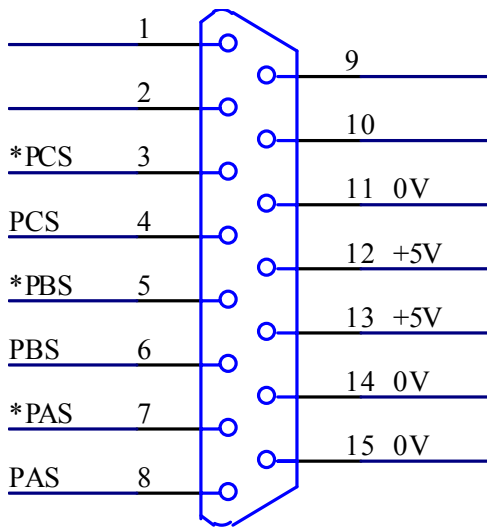 1
9
2
10
*PCS 3
11 0V
PCS 4
12 +5V
*PBS 5
13 +5V
PBS 6
14 0V
*PAS 7
15 0V
PAS 8